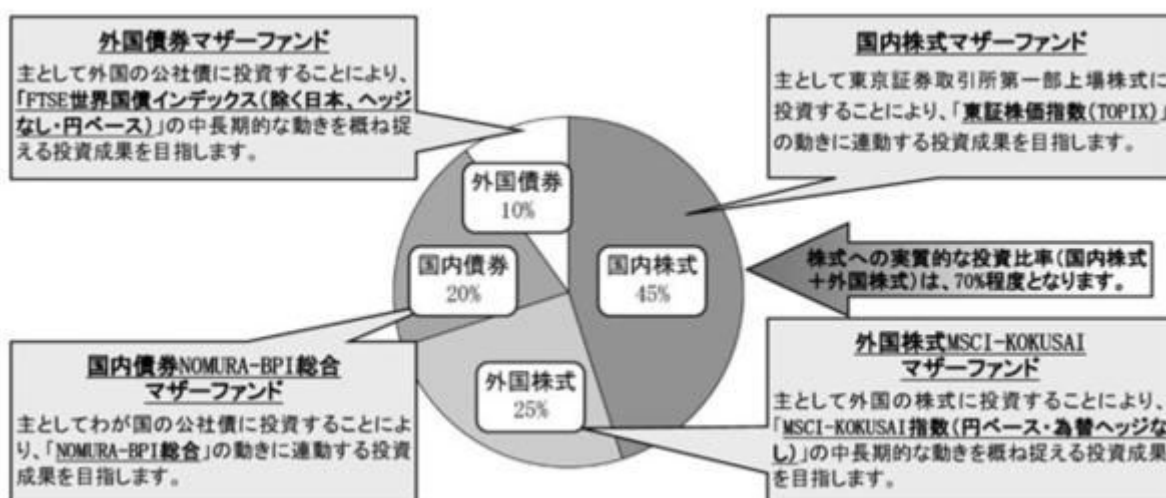 外国債券マザーファンド
主として外国の公社債に投資することにより、
「FTSE世界国債インデックス(除く日本、ヘッジ
なし・円ベース)」の中長期的な動きを概ね捉
える投資成果を目指します。
国内株式マザーファンド
主として東京証券取引所第一部上場株式に
投資することにより、「東証株価指数(TOPIX)」
の動きに連動する投資成果を目指します。
外国債券
10%
国内債券
20%
国内株式
45%
外国株式
25%
株式への実質的な投資比率(国内株式
+外国株式)は、70%程度となります。
国内債券NOMURA-BPI総合
マザーファンド
主としてわが国の公社債に投資することによ
り、「NOMURA-BPI総合」の動きに連動する投資
成果を目指します。
外国株式MSCI-KOKUSAI
マザーファンド
主として外国の株式に投資することにより、
「MSCI-KOKUSAI指数(円ベース・為替ヘッジな
し)」の中長期的な動きを概ね捉える投資成果
を目指します。